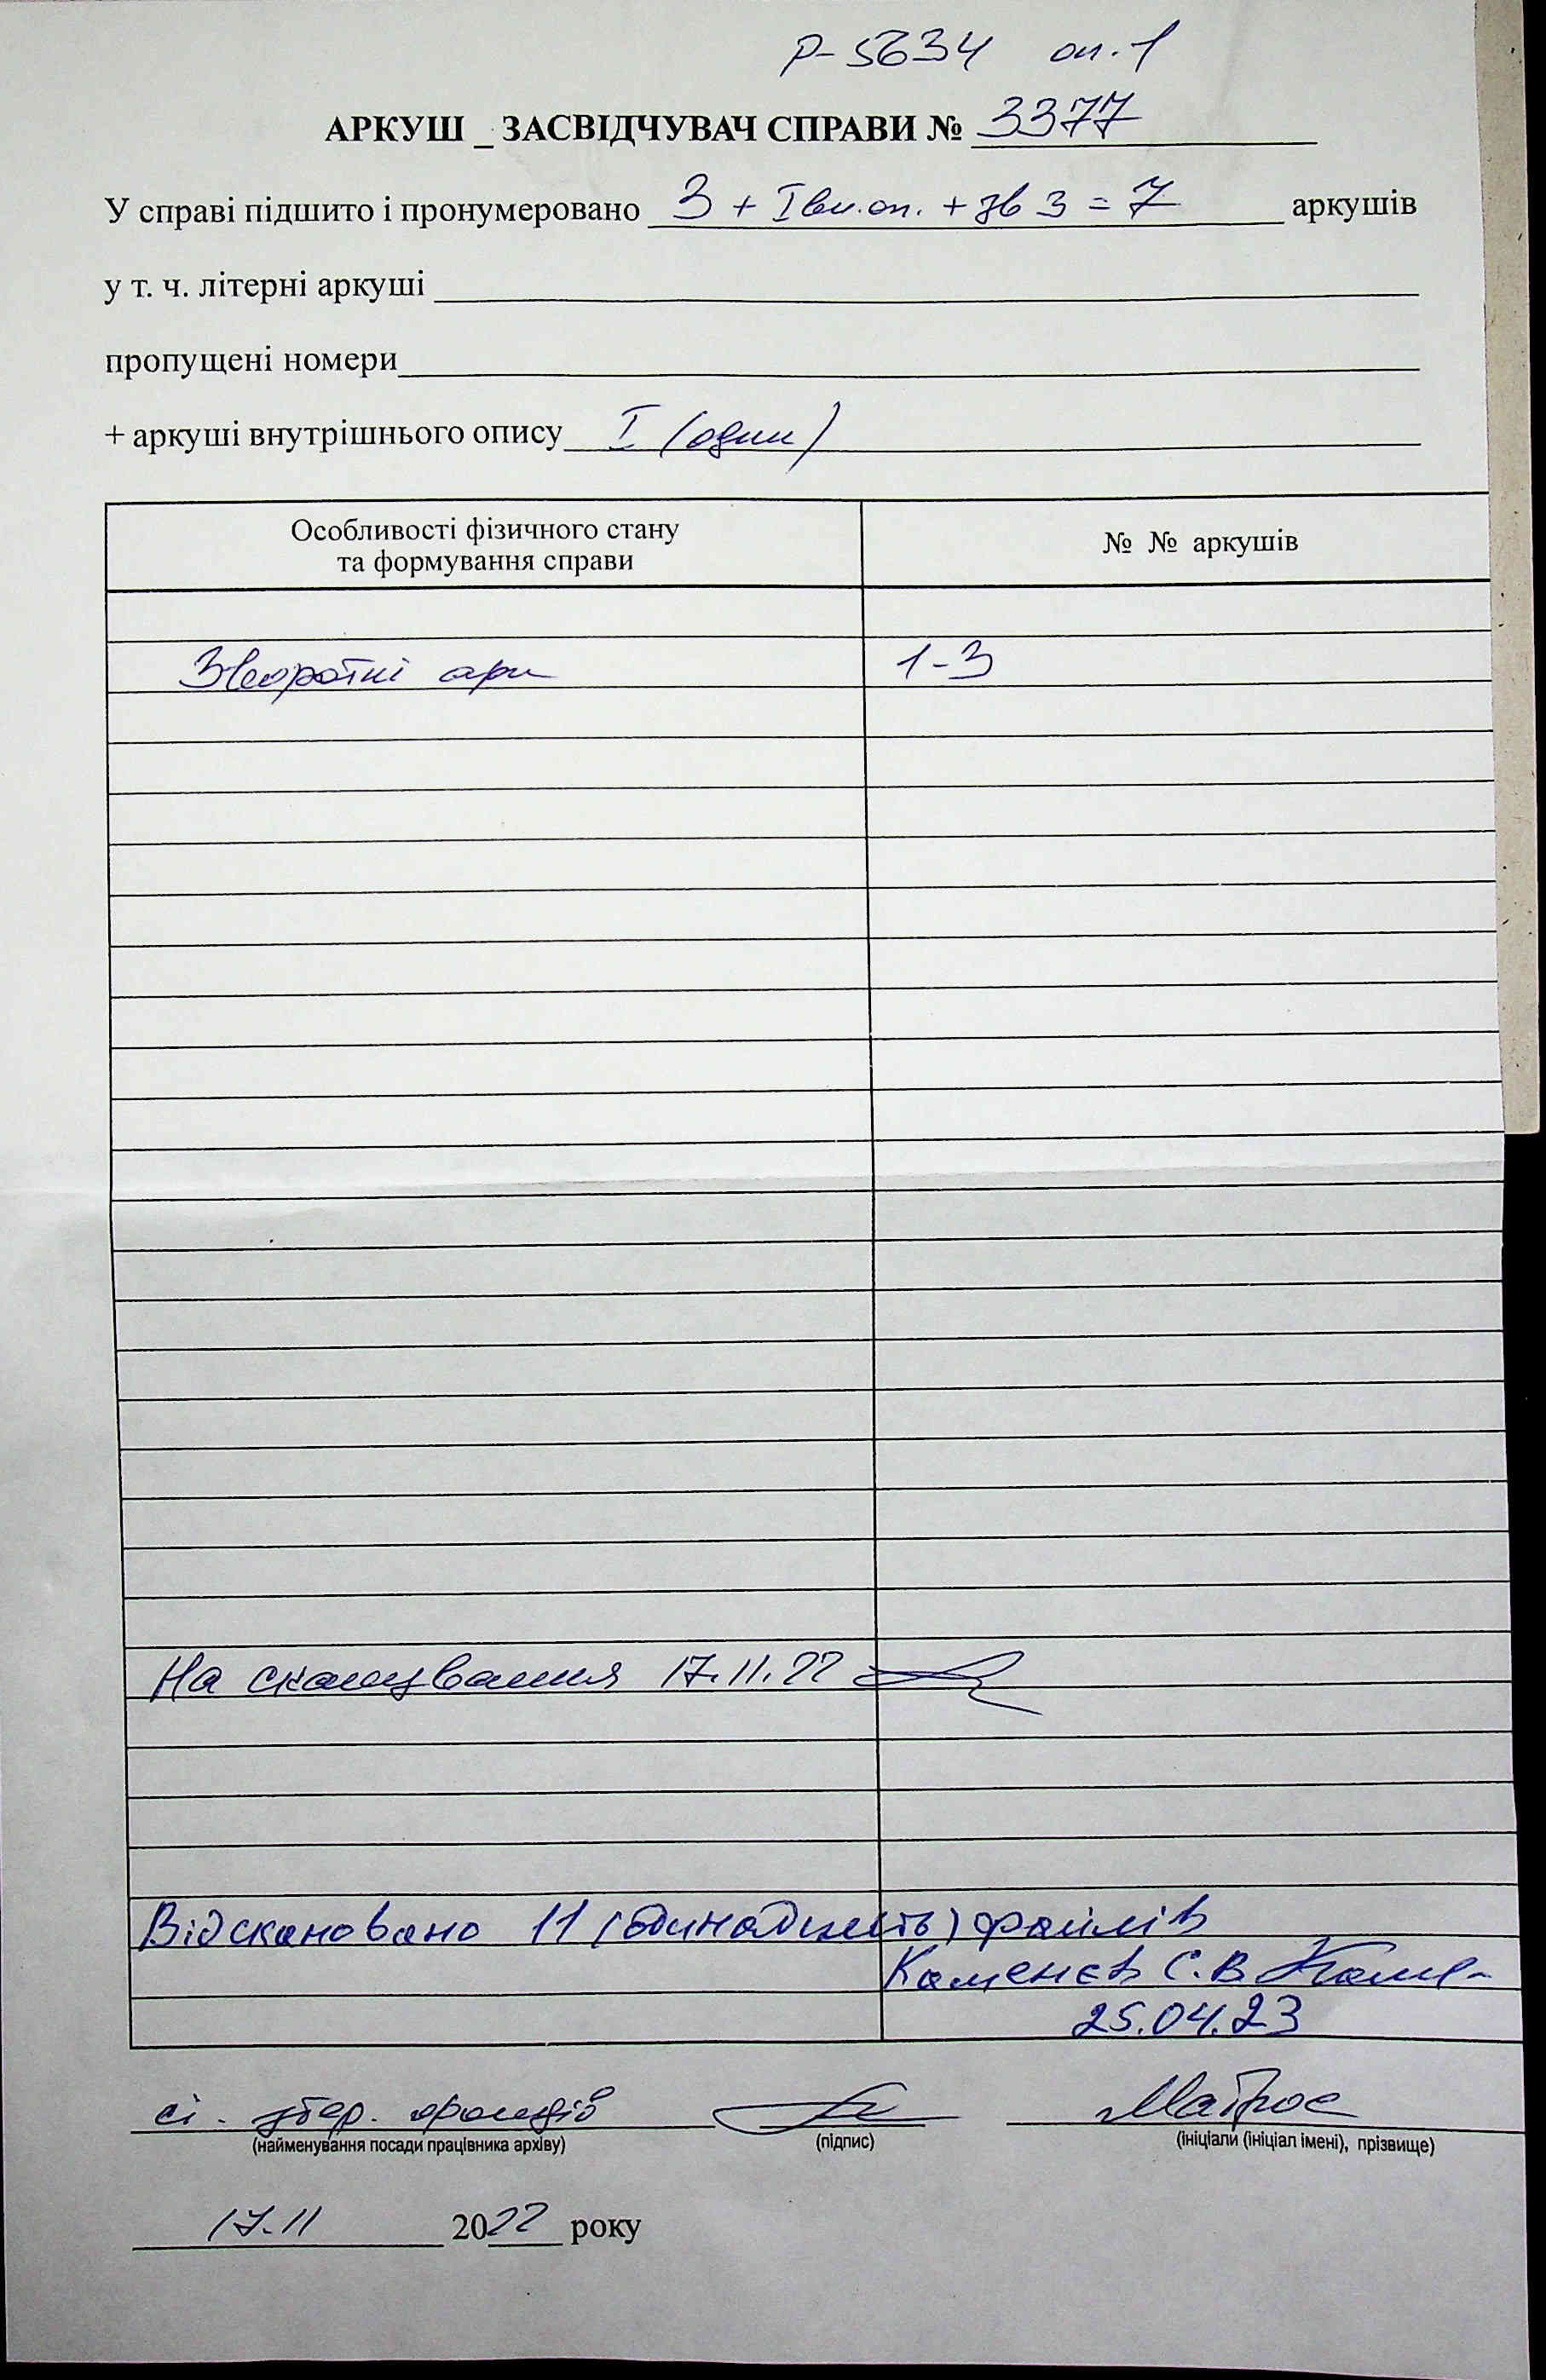 Р-5634 оп.1
АРКУШ _ ЗАСВІДЧУВАЧ СПРАВИ № 3377
У справі підшито і пронумеровано 3 + I вн.оп. + зв 3 = 7 аркушів
у т. ч. літерні аркуші
пропущені номери
+ аркуші внутрішнього опису I (один)
Особливості фізичного стану та формування справи
№ № аркушів
Зворотні арк 1-3
На сканування 17.11.22
Відскановано 11 (одинадцять) файлів
Каменєв С.В
25.04.23
збер. фондів Матрос
(найменування посади працівника архіву) (підпис) (ініціали (ініціал імені), прізвище)
17.11 2022 року